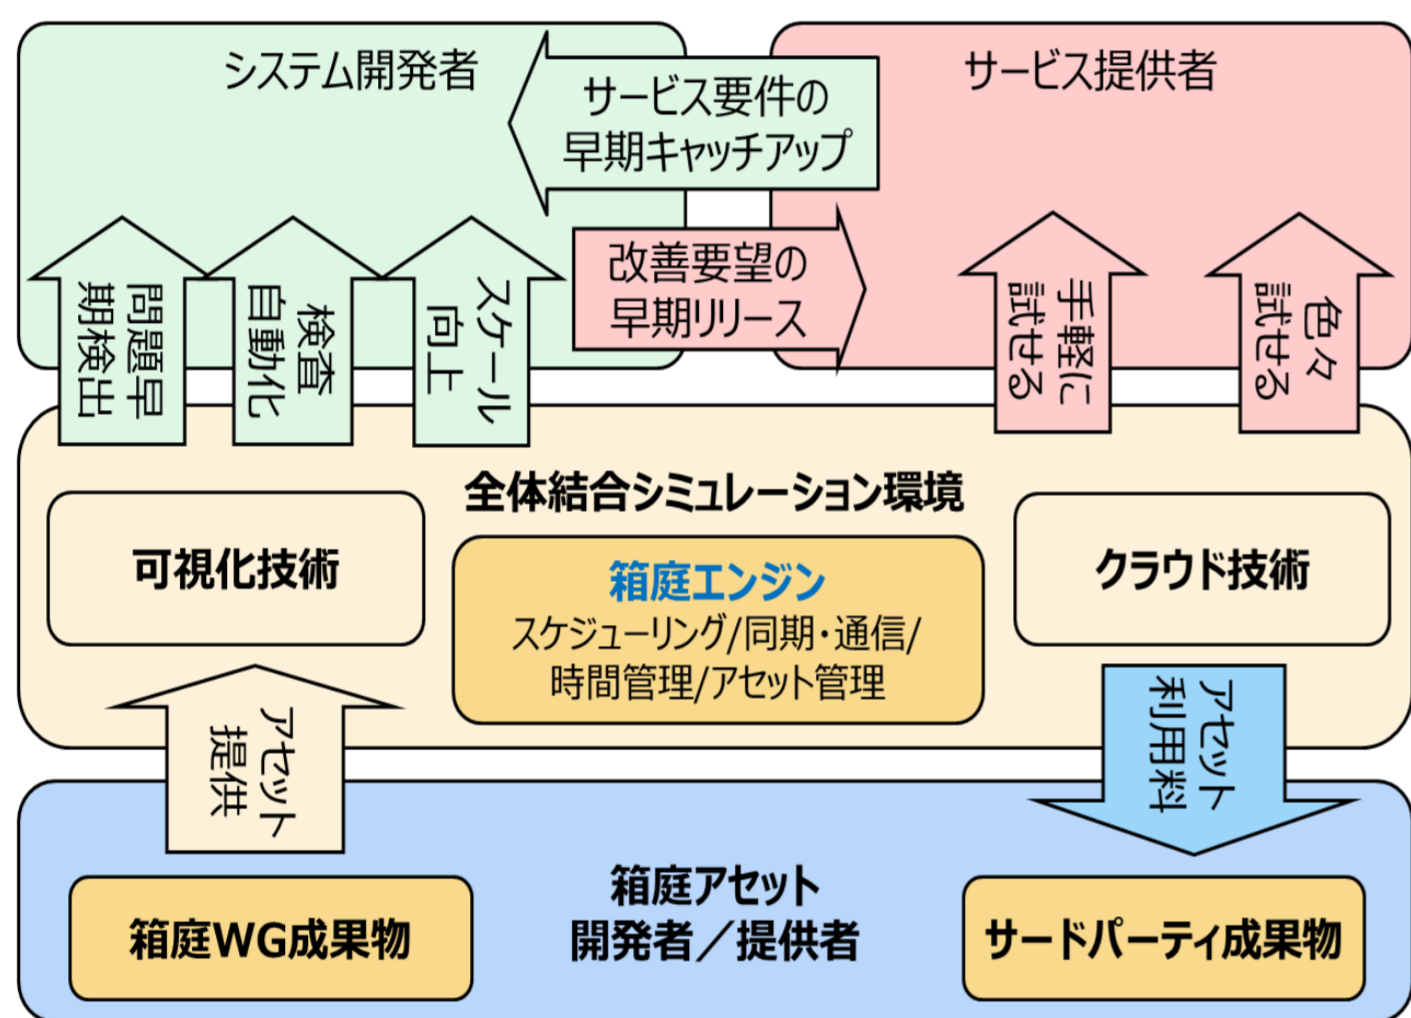 システム開発者
サービス提供者
サービス要件の
早期キャッチアップ
改善要望の
早期リリース
問題早
期検出
検査
自動化
スケール
向上
手軽に
試せる
色々
試せる
全体結合シミュレーション環境
可視化技術
箱庭エンジン
スケジューリング/同期・通信/
時間管理/アセット管理
クラウド技術
アセット
提供
アセット
利用料
箱庭アセット
開発者／提供者
箱庭WG成果物
サードパーティ成果物